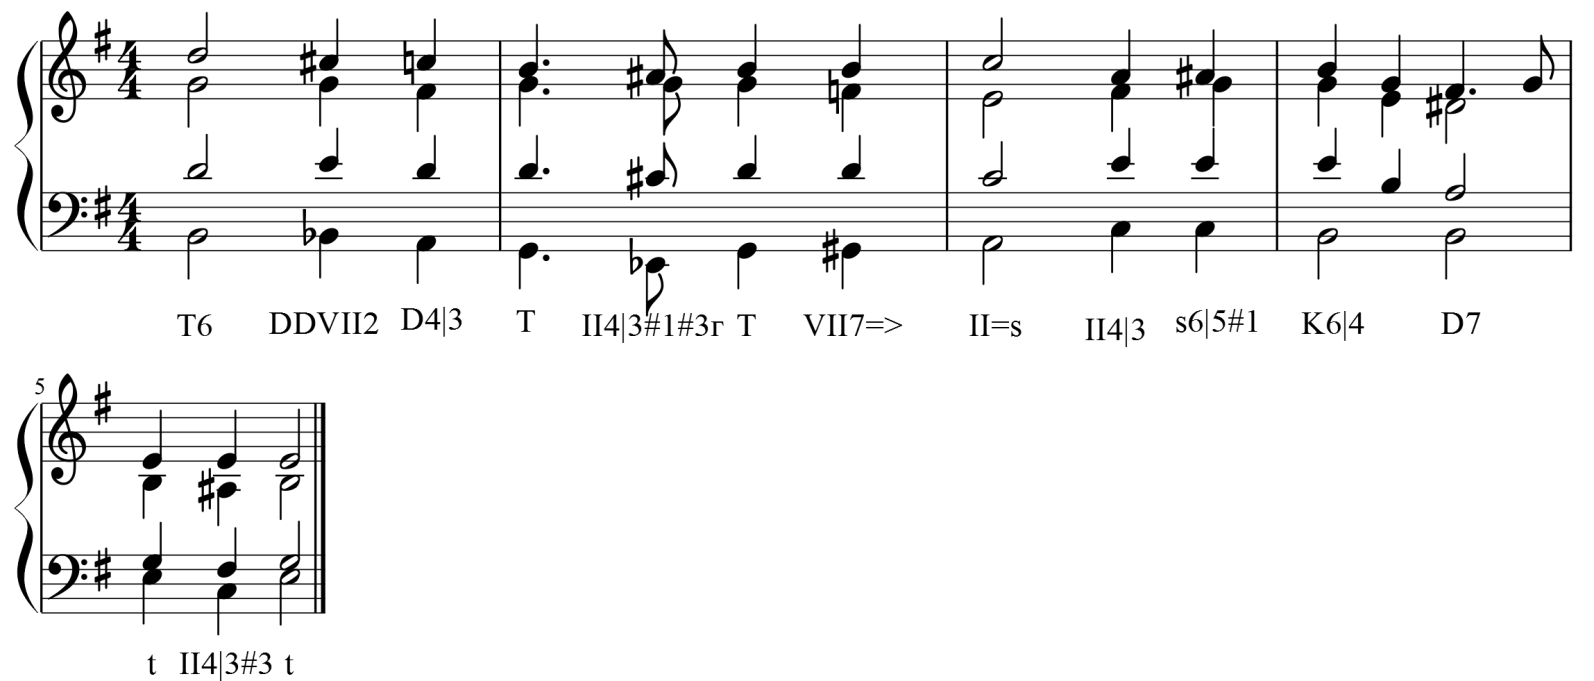 T6 DDVII2 D4|3 T II4|3#1#3г T VII7=> II=s II4|3 s6|5#1 K6|4 D7
5
t II4|3#3 t